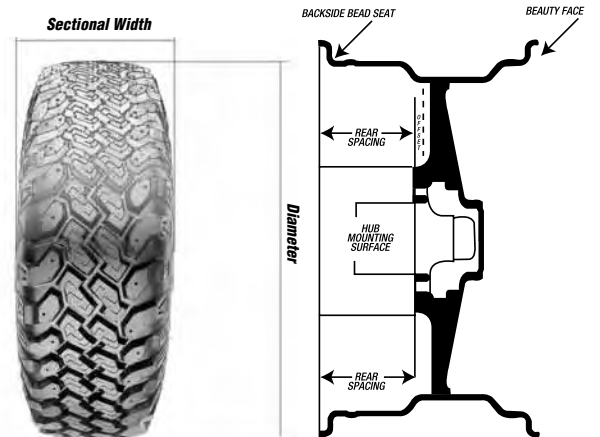 Sectional Width
Diameter
BACKSIDE BEAD SEAT
BEAUTY FACE
REAR
SPACING
OFFSET
HUB
MOUNTING
SURFACE
REAR
SPACING